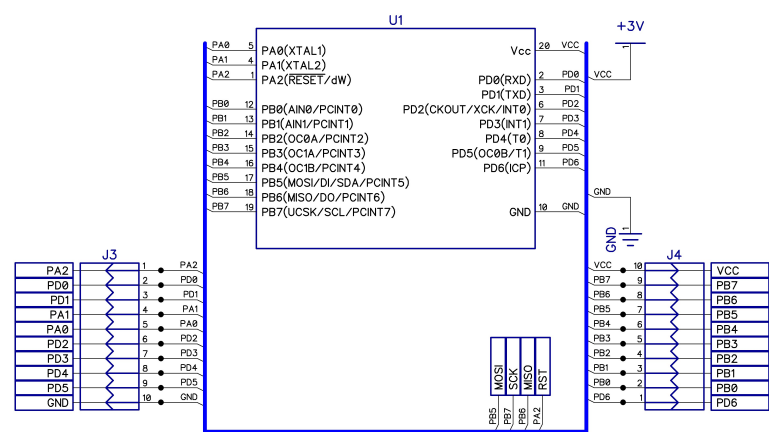 U1
+3V
1
PA0 5 PA0(XTAL1) Vcc 20 VCC
PA1 4 PA1(XTAL2)
PA2 1 PA2(RESET/dW) PD0(RXD) 2 PD0 VCC
PD1(TXD) 3 PD1
PB0 12 PB0(AIN0/PCINT0) PD2(CKOUT/XCK/INT0) 6 PD2
PB1 13 PB1(AIN1/PCINT1) PD3(INT1) 7 PD3
PB2 14 PB2(OC0A/PCINT2) PD4(T0) 8 PD4
PB3 15 PB3(OC1A/PCINT3) PD5(OC0B/T1) 9 PD5
PB4 16 PB4(OC1B/PCINT4) PD6(ICP) 11 PD6
PB5 17 PB5(MOSI/DI/SDA/PCINT5)
PB6 18 PB6(MISO/DO/PCINT6) GND
PB7 19 PB7(UCSK/SCL/PCINT7) GND 10 GND
GND 1
J3 J4
PA2 1 PA2 VCC 10 VCC
PD0 2 PD0 PB7 9 PB7
PD1 3 PD1 PB6 8 PB6
PA1 4 PA1 PB5 7 PB5
PA0 5 PA0 PB4 6 PB4
PD2 6 PD2 PB3 5 PB3
PD3 7 PD3 PB2 4 PB2
PD4 8 PD4 PB1 3 PB1
PD5 9 PD5 PB0 2 PB0
GND 10 GND PD6 1 PD6
MOSI SCK MISO RST
PB5 PB7 PB6 PA2